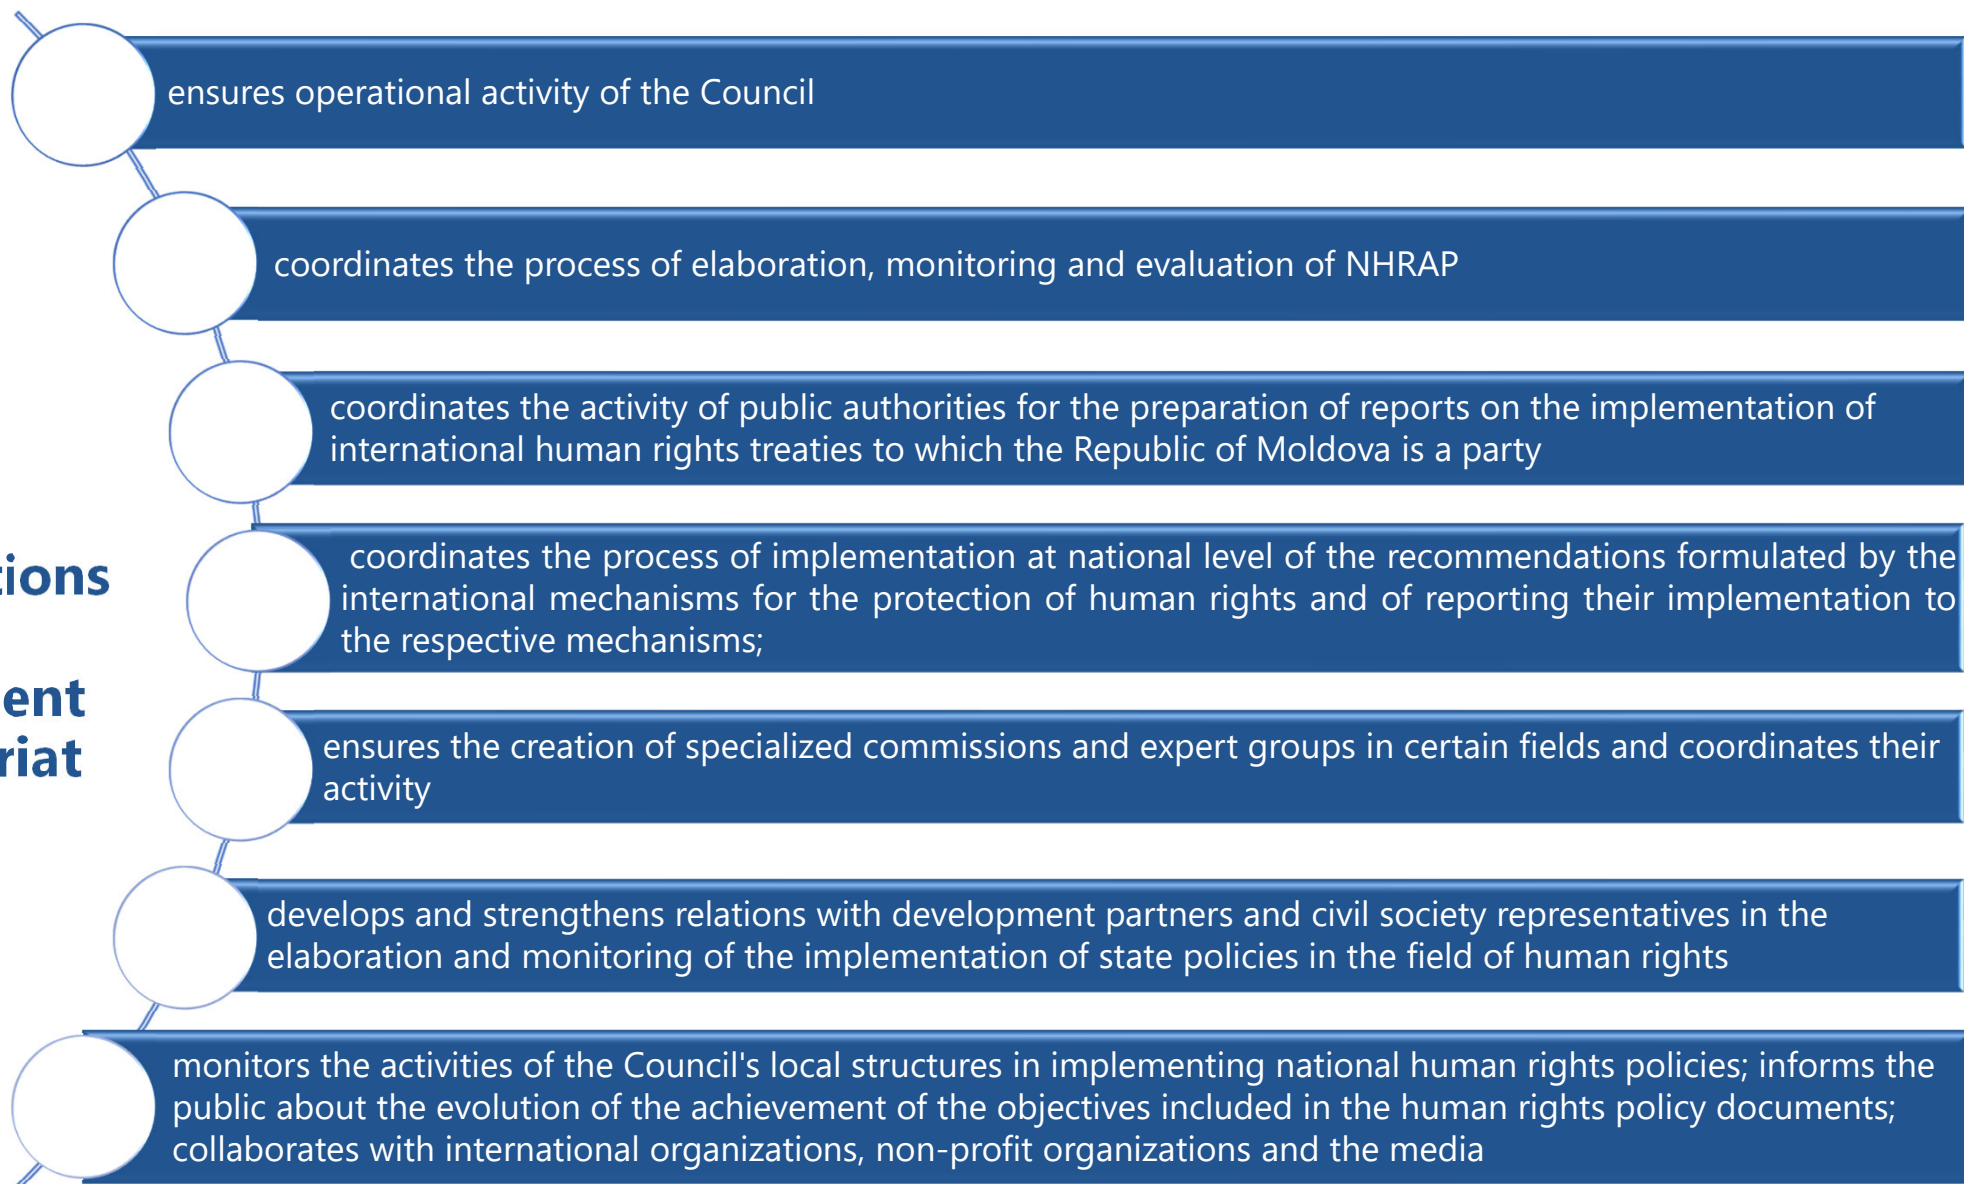 ensures operational activity of the Council
coordinates the process of elaboration, monitoring and evaluation of NHRAP
coordinates the activity of public authorities for the preparation of reports on the implementation of
international human rights treaties to which the Republic of Moldova is a party
coordinates the process of implementation at national level of the recommendations formulated by the
international mechanisms for the protection of human rights and of reporting their implementation to
the respective mechanisms;
ensures the creation of specialized commissions and expert groups in certain fields and coordinates their
activity
develops and strengthens relations with development partners and civil society representatives in the
elaboration and monitoring of the implementation of state policies in the field of human rights
monitors the activities of the Council's local structures in implementing national human rights policies; informs the
public about the evolution of the achievement of the objectives included in the human rights policy documents;
collaborates with international organizations, non-profit organizations and the media